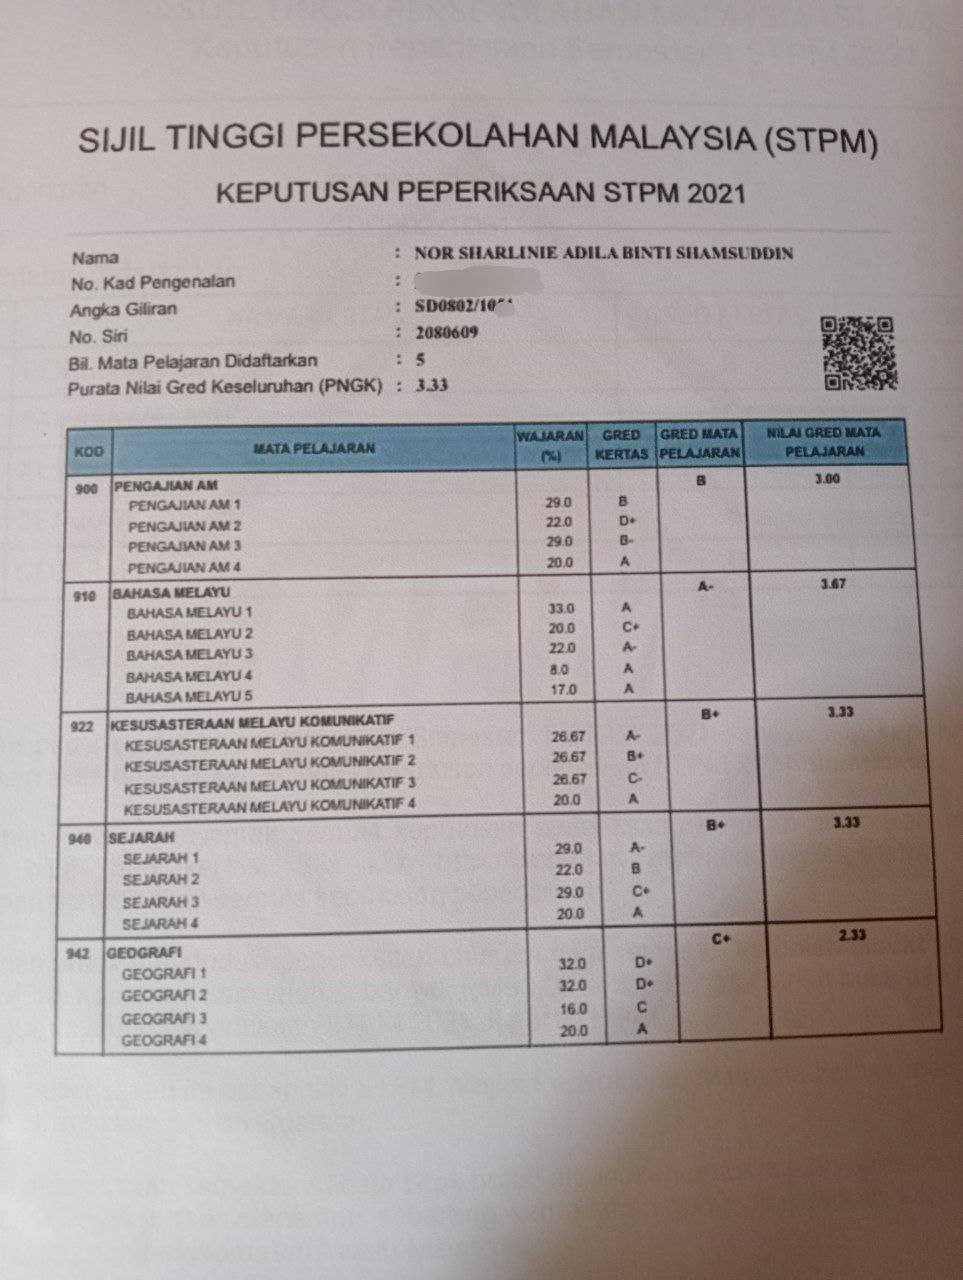 SIJIL TINGGI PERSEKOLAHAN MALAYSIA (STPM)
KEPUTUSAN PEPERIKSAAN STPM 2021
Nama : NOR SHARLINIE ADILA BINTI SHAMSUDDIN
No. Kad Pengenalan :
Angka Giliran : SD0802/10
No. Siri : 2080609
Bil. Mata Pelajaran Didaftarkan : 5
Purata Nilai Gred Keseluruhan (PNGK) : 3.33
KOD MATA PELAJARAN WAJARAN (%) GRED KERTAS GRED MATA PELAJARAN NILAI GRED MATA PELAJARAN
900 PENGAJIAN AM B 3.00
PENGAJIAN AM 1 29.0 B
PENGAJIAN AM 2 22.0 D+
PENGAJIAN AM 3 29.0 B-
PENGAJIAN AM 4 20.0 A
910 BAHASA MELAYU A- 3.67
BAHASA MELAYU 1 33.0 A
BAHASA MELAYU 2 20.0 C+
BAHASA MELAYU 3 22.0 A-
BAHASA MELAYU 4 8.0 A
BAHASA MELAYU 5 17.0 A
922 KESUSASTERAAN MELAYU KOMUNIKATIF B+ 3.33
KESUSASTERAAN MELAYU KOMUNIKATIF 1 26.67 A-
KESUSASTERAAN MELAYU KOMUNIKATIF 2 26.67 B+
KESUSASTERAAN MELAYU KOMUNIKATIF 3 26.67 C-
KESUSASTERAAN MELAYU KOMUNIKATIF 4 20.0 A
940 SEJARAH B+ 3.33
SEJARAH 1 29.0 A-
SEJARAH 2 22.0 B
SEJARAH 3 29.0 C+
SEJARAH 4 20.0 A
942 GEOGRAFI C+ 2.33
GEOGRAFI 1 32.0 D+
GEOGRAFI 2 32.0 D+
GEOGRAFI 3 16.0 C
GEOGRAFI 4 20.0 A